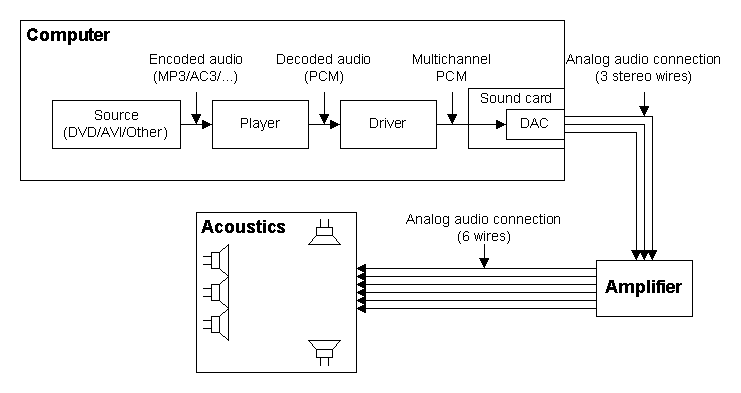 Computer
Encoded audio
(MP3/AC3/...)
Decoded audio
(PCM)
Multichannel
PCM
Analog audio connection
(3 stereo wires)
Source
(DVD/AVI/Other)
Player
Driver
Sound card
DAC
Acoustics
Analog audio connection
(6 wires)
Amplifier